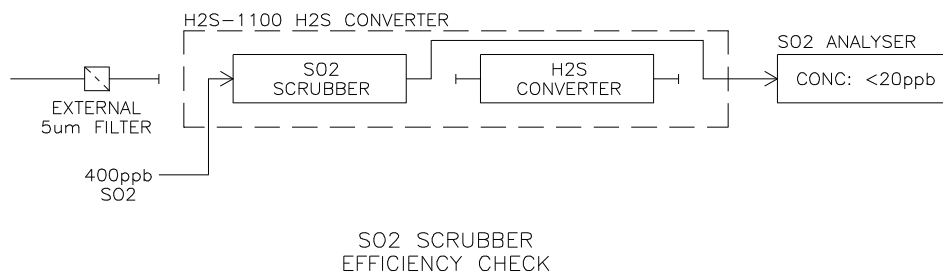 H2S-1100 H2S CONVERTER
SO2 ANALYSER
SO2
SCRUBBER
H2S
CONVERTER
CONC: <20ppb
EXTERNAL
5um FILTER
400ppb
SO2
SO2 SCRUBBER
EFFICIENCY CHECK